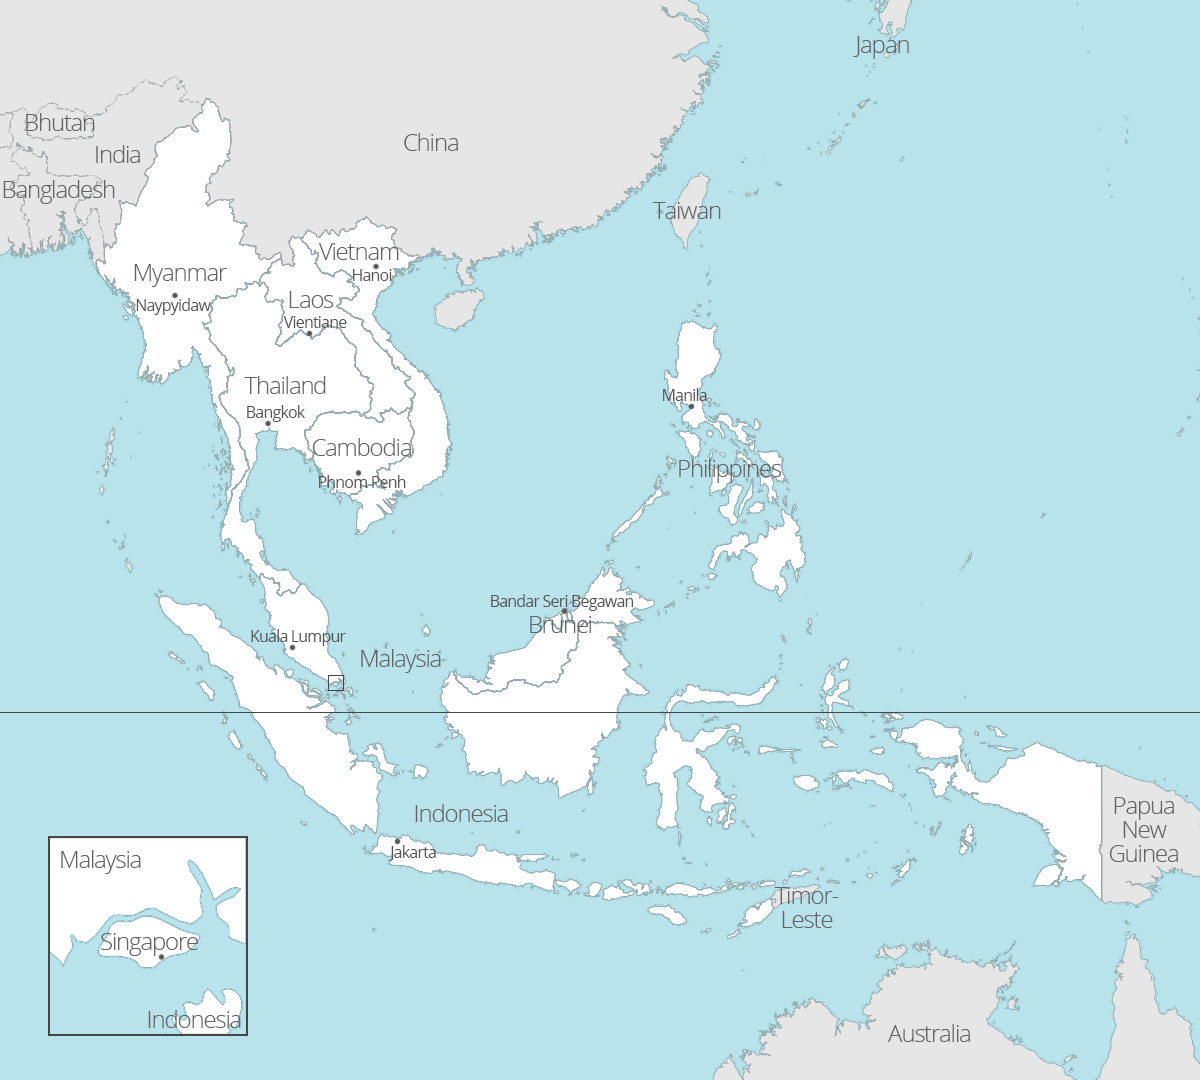 Japan
Bhutan
China
India
Bangladesh
Taiwan
Vietnam
Hanoi
Myanmar
Naypyidaw
Laos
Vientiane
Thailand
Bangkok
Manila
Cambodia
Phnom Penh
Philippines
Bandar Seri Begawan
Brunei
Kuala Lumpur
Malaysia
Indonesia
Jakarta
Papua
New
Guinea
Timor-
Leste
Malaysia
Singapore
Indonesia
Australia